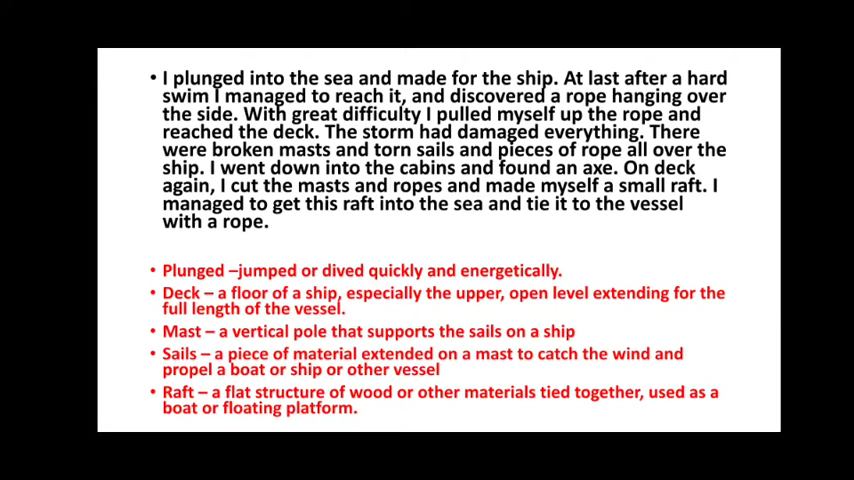 • I plunged into the sea and made for the ship. At last after a hard
swim I managed to reach it, and discovered a rope hanging over
the side. With great difficulty I pulled myself up the rope and
reached the deck. The storm had damaged everything. There
were broken masts and torn sails and pieces of rope all over the
ship. I went down into the cabins and found an axe. On deck
again, I cut the masts and ropes and made myself a small raft. I
managed to get this raft into the sea and tie it to the vessel
with a rope.
• Plunged –jumped or dived quickly and energetically.
• Deck – a floor of a ship, especially the upper, open level extending for the
full length of the vessel.
• Mast – a vertical pole that supports the sails on a ship
• Sails – a piece of material extended on a mast to catch the wind and
propel a boat or ship or other vessel
• Raft – a flat structure of wood or other materials tied together, used as a
boat or floating platform.